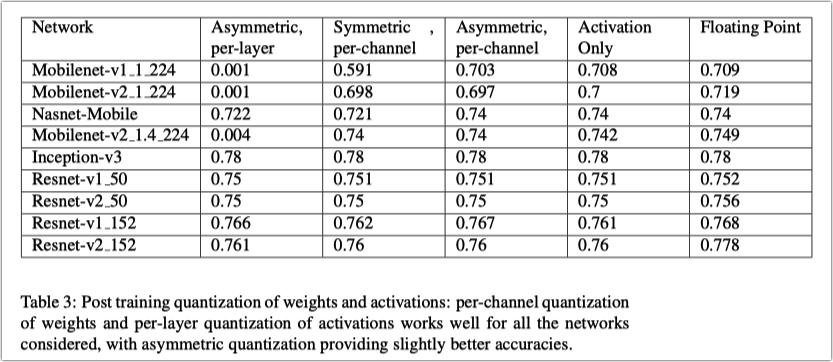 Network Asymmetric, Symmetric , Asymmetric, Activation Floating Point
per-layer per-channel per-channel Only
Mobilenet-v1_1_224 0.001 0.591 0.703 0.708 0.709
Mobilenet-v2_1_224 0.001 0.698 0.697 0.7 0.719
Nasnet-Mobile 0.722 0.721 0.74 0.74 0.74
Mobilenet-v2_1.4_224 0.004 0.74 0.74 0.742 0.749
Inception-v3 0.78 0.78 0.78 0.78 0.78
Resnet-v1_50 0.75 0.751 0.751 0.751 0.752
Resnet-v2_50 0.75 0.75 0.75 0.75 0.756
Resnet-v1_152 0.766 0.762 0.767 0.761 0.768
Resnet-v2_152 0.761 0.76 0.76 0.76 0.778
Table 3: Post training quantization of weights and activations: per-channel quantization
of weights and per-layer quantization of activations works well for all the networks
considered, with asymmetric quantization providing slightly better accuracies.